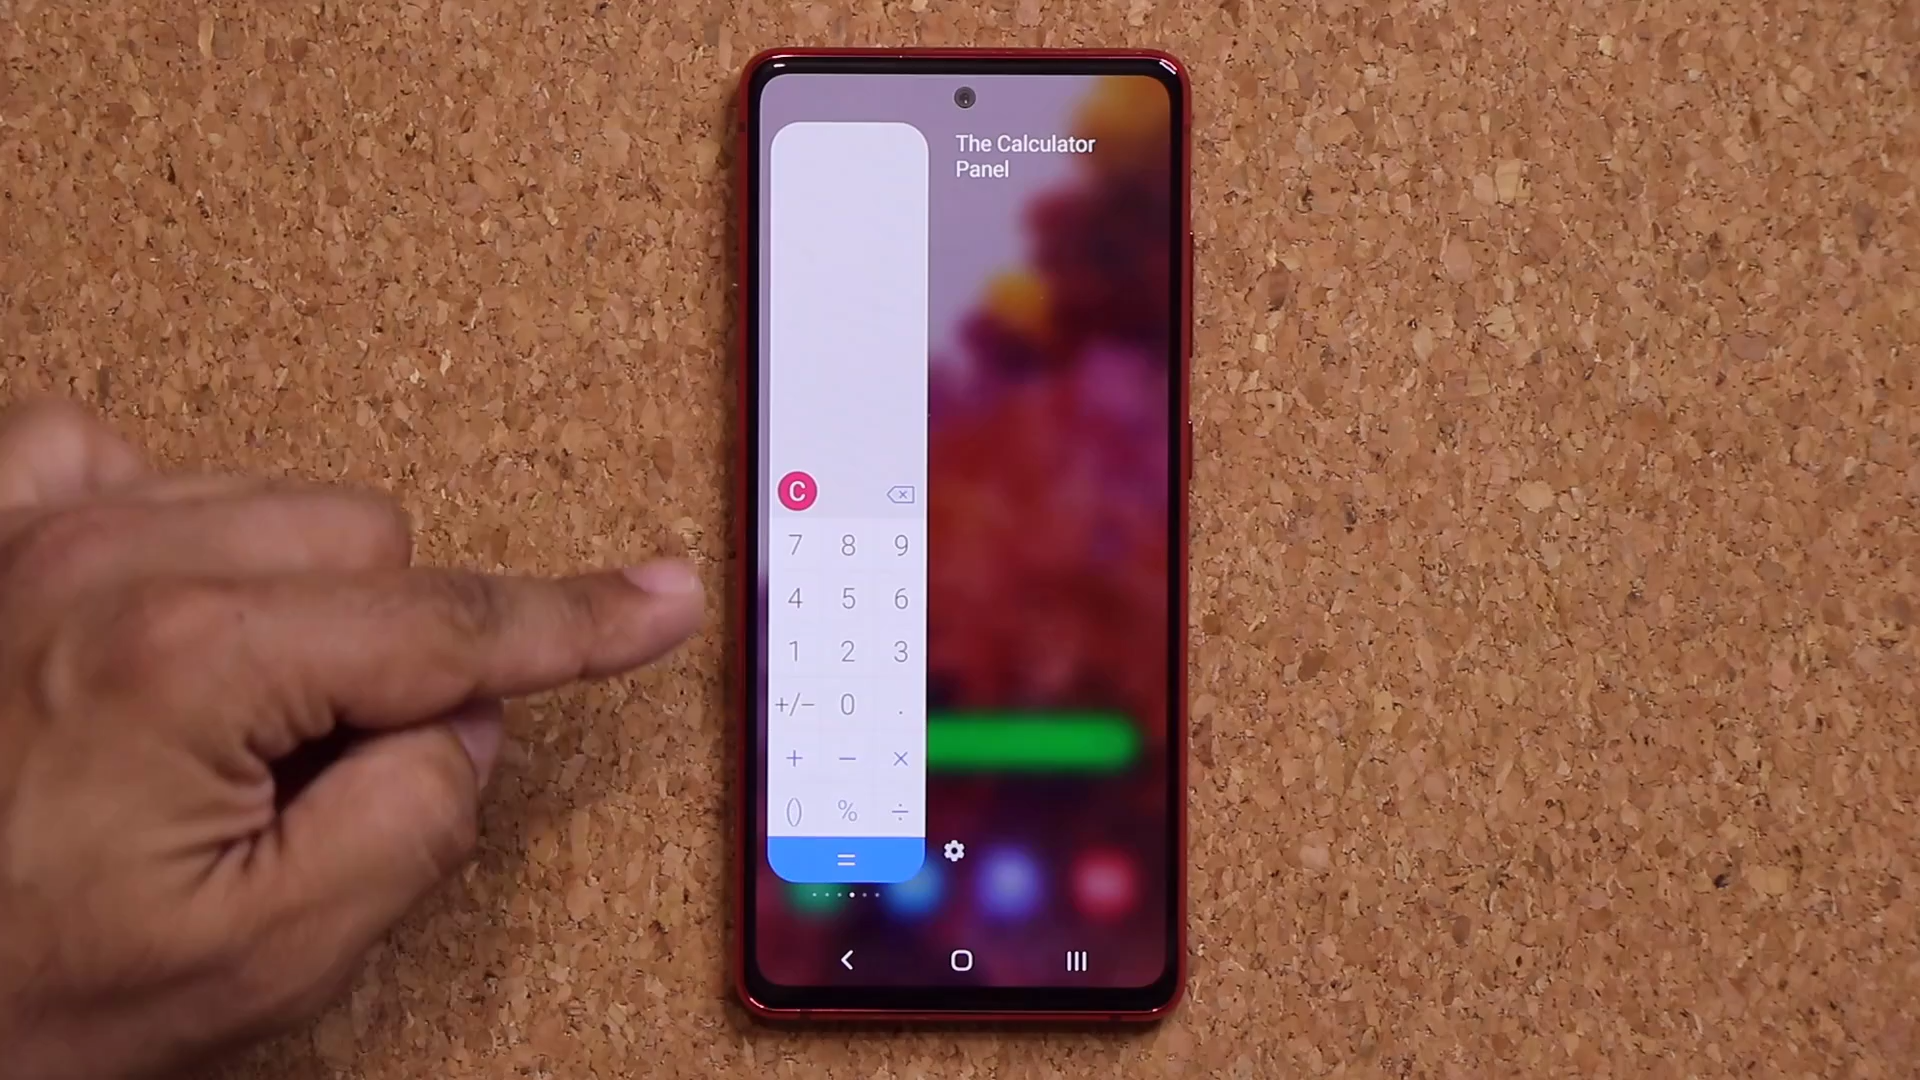 The Calculator
Panel
C
7 8 9
4 5 6
1 2 3
+/− 0 .
+ − ×
() % ÷
=